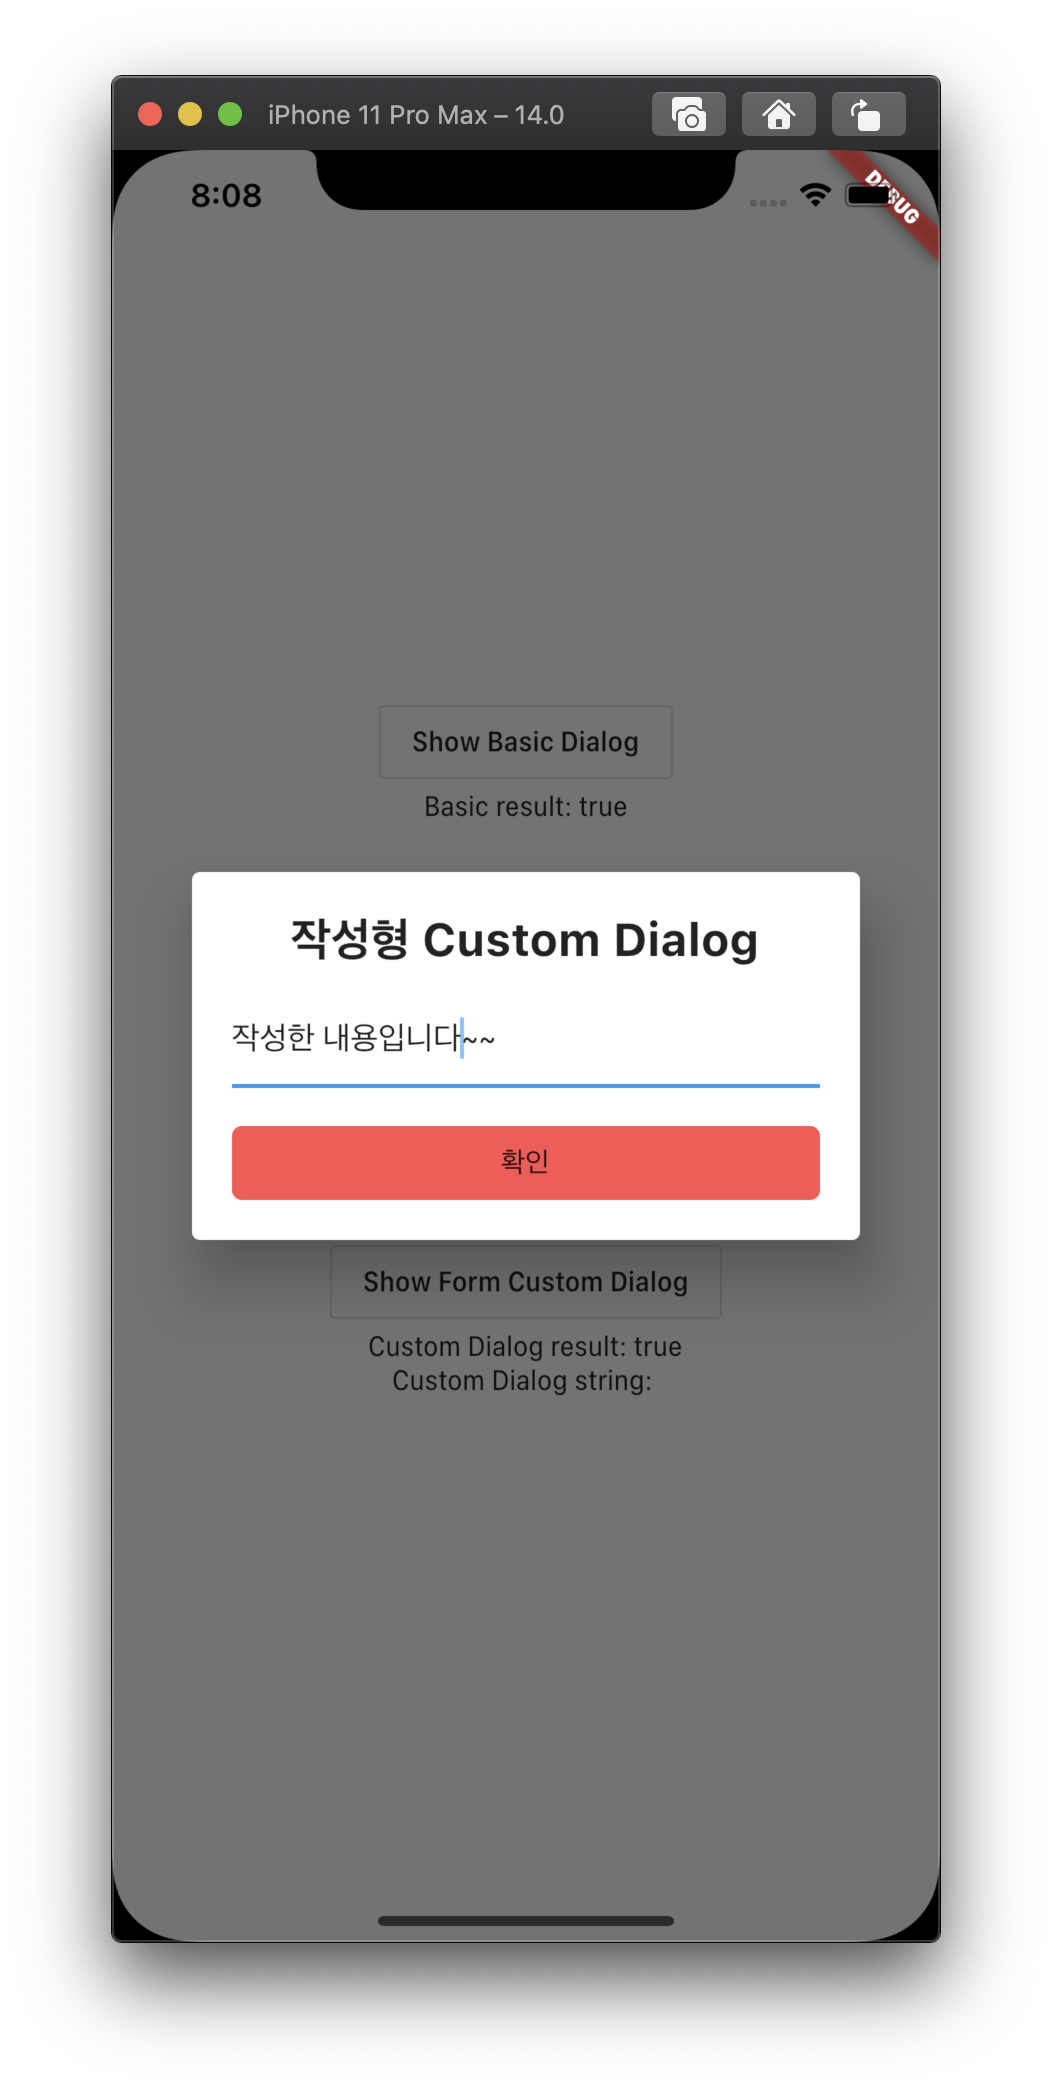 iPhone 11 Pro Max – 14.0
8:08
DEBUG
Show Basic Dialog
Basic result: true
작성형 Custom Dialog
작성한 내용입니다~~
확인
Show Form Custom Dialog
Custom Dialog result: true
Custom Dialog string: